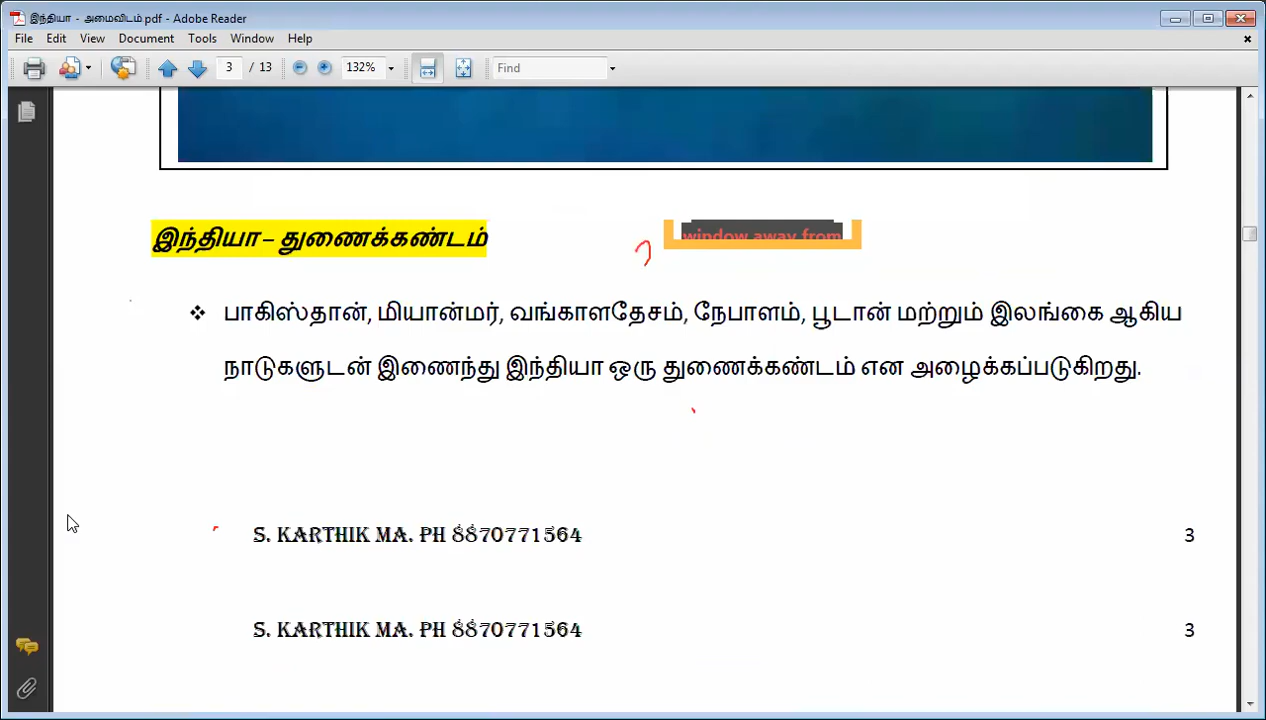 இந்தியா - அமைவிடம்.pdf - Adobe Reader
File Edit View Document Tools Window Help
3 / 13 132% Find
இந்தியா – துணைக்கண்டம்
window away from
❖ பாகிஸ்தான், மியான்மர், வங்காளதேசம், நேபாளம், பூடான் மற்றும் இலங்கை ஆகிய
நாடுகளுடன் இணைந்து இந்தியா ஒரு துணைக்கண்டம் என அழைக்கப்படுகிறது.
S. KARTHIK MA. PH 8870771564 3
S. KARTHIK MA. PH 8870771564 3